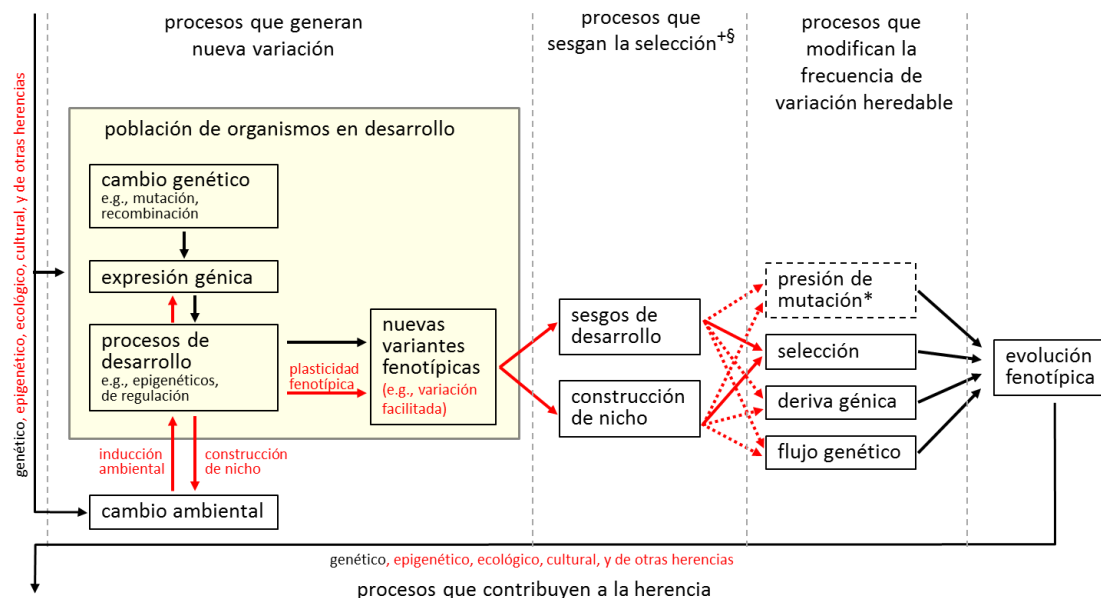 procesos que generan
nueva variación
procesos que
sesgan la selección+§
procesos que
modifican la
frecuencia de
variación heredable
genético, epigenético, ecológico, cultural, y de otras herencias
población de organismos en desarrollo
cambio genético
e.g., mutación,
recombinación
expresión génica
procesos de
desarrollo
e.g., epigenéticos,
de regulación
plasticidad
fenotípica
nuevas
variantes
fenotípicas
(e.g., variación
facilitada)
inducción
ambiental
construcción
de nicho
cambio ambiental
sesgos de
desarrollo
construcción
de nicho
presión de
mutación*
selección
deriva génica
flujo genético
evolución
fenotípica
genético, epigenético, ecológico, cultural, y de otras herencias
procesos que contribuyen a la herencia